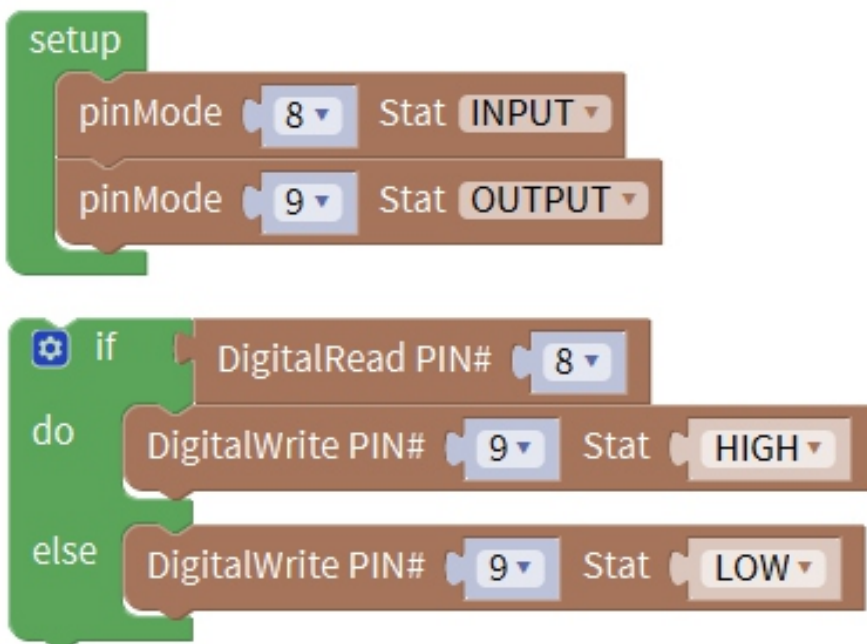 setup
pinMode 8 Stat INPUT
pinMode 9 Stat OUTPUT
if DigitalRead PIN# 8
do DigitalWrite PIN# 9 Stat HIGH
else DigitalWrite PIN# 9 Stat LOW